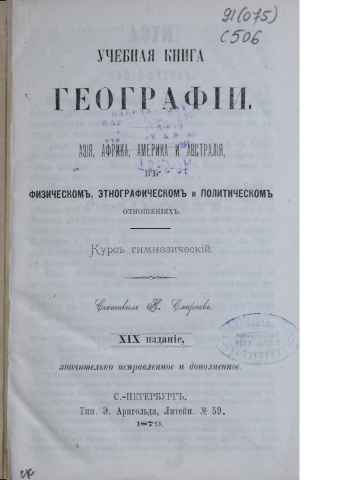 91(075)
С506
УЧЕБНАЯ КНИГА
ГЕОГРАФІИ.
АЗІЯ, АФРИКА, АМЕРИКА И АВСТРАЛІЯ,
ВЪ
ФИЗИЧЕСКОМЪ, ЭТНОГРАФИЧЕСКОМЪ и ПОЛИТИЧЕСКОМЪ
ОТНОШЕНІЯХЪ.
Курсъ гимназическій.
Составилъ К. Смирновъ.
XIX изданіе,
значительно исправленное и дополненное.
С.-ПЕТЕРБУРГЪ.
Тип. Э. Арнгольда, Литейн. № 59.
1879.